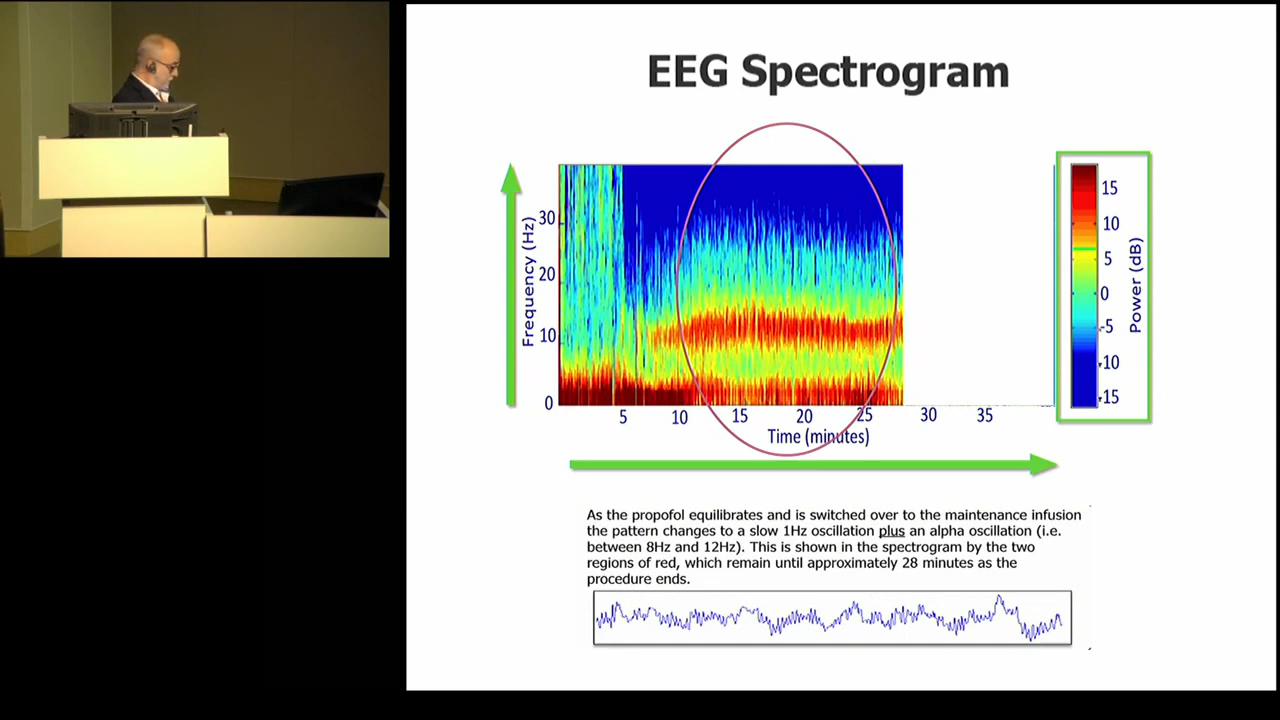 EEG Spectrogram
Frequency (Hz)
30
20
10
0
5
10
15
20
25
30
35
Time (minutes)
15
10
5
0
-5
-10
-15
Power (dB)
As the propofol equilibrates and is switched over to the maintenance infusion
the pattern changes to a slow 1Hz oscillation plus an alpha oscillation (i.e.
between 8Hz and 12Hz). This is shown in the spectrogram by the two
regions of red, which remain until approximately 28 minutes as the
procedure ends.